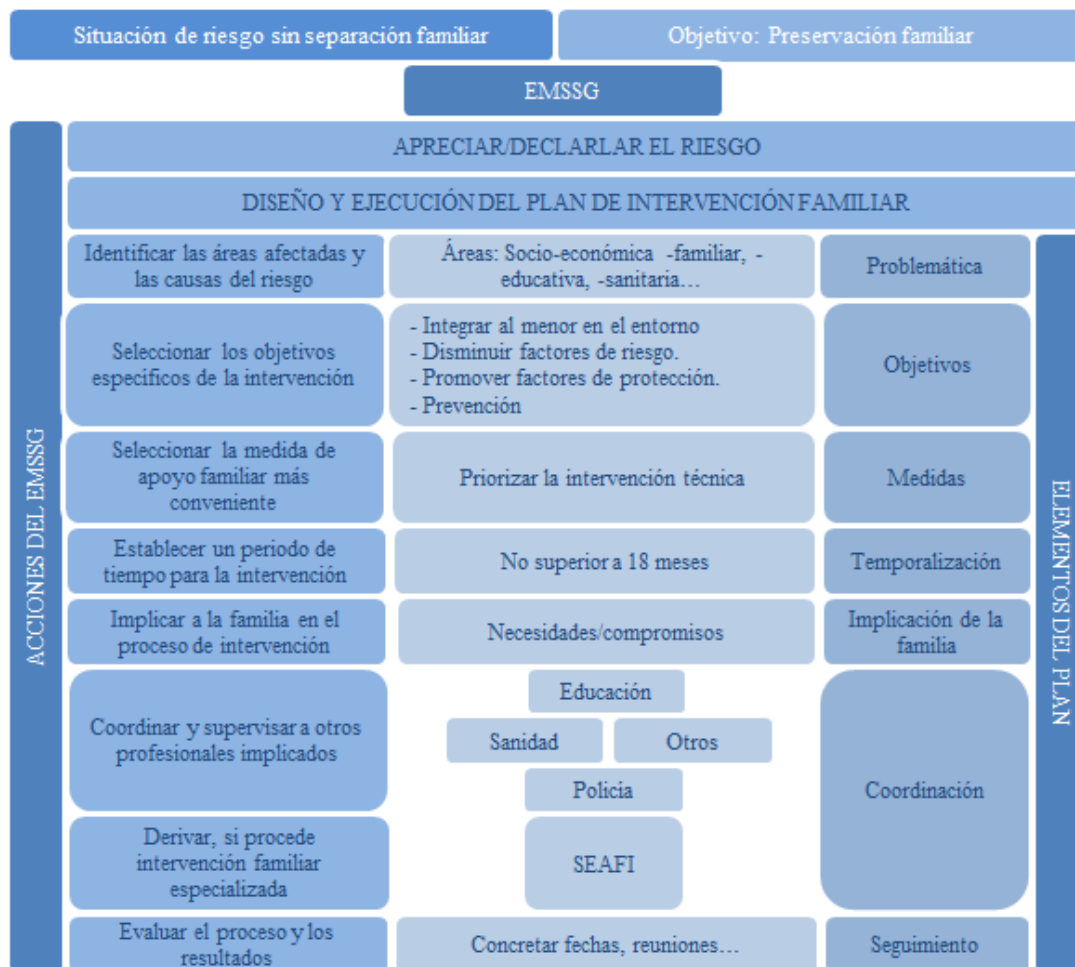 Situación de riesgo sin separación familiar
Objetivo: Preservación familiar
EMSSG
APRECIAR/DECLARLAR EL RIESGO
DISEÑO Y EJECUCIÓN DEL PLAN DE INTERVENCIÓN FAMILIAR
ACCIONES DEL EMSSG
Identificar las áreas afectadas y
las causas del riesgo
Áreas: Socio-económica -familiar, -
educativa, -sanitaria…
Problemática
Seleccionar los objetivos
específicos de la intervención
- Integrar al menor en el entorno
- Disminuir factores de riesgo.
- Promover factores de protección.
- Prevención
Objetivos
Seleccionar la medida de
apoyo familiar más
conveniente
Priorizar la intervención técnica
Medidas
Establecer un periodo de
tiempo para la intervención
No superior a 18 meses
Temporalización
Implicar a la familia en el
proceso de intervención
Necesidades/compromisos
Implicación de la
familia
Coordinar y supervisar a otros
profesionales implicados
Educación
Sanidad
Otros
Policía
Coordinación
Derivar, si procede
intervención familiar
especializada
SEAFI
Evaluar el proceso y los
resultados
Concretar fechas, reuniones…
Seguimiento
ELEMENTOS DEL PLAN